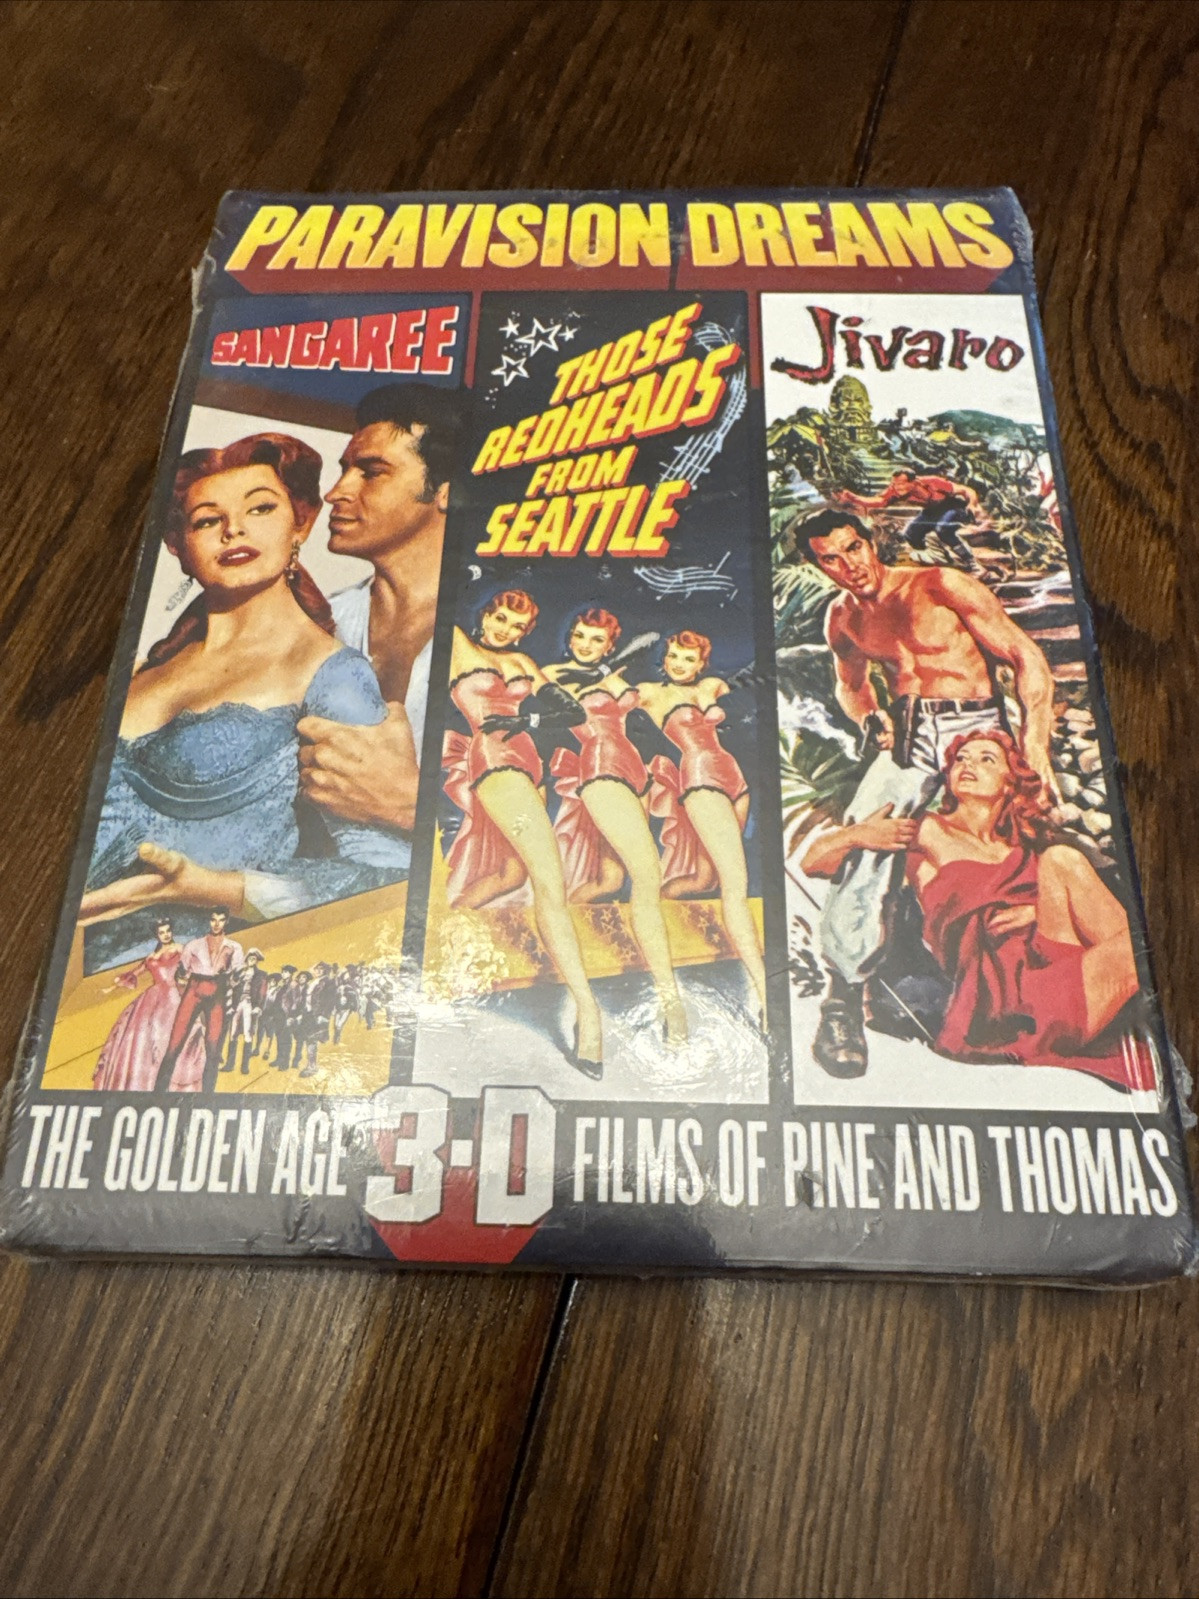 PARAVISION DREAMS
SANGAREE
THOSE
REDHEADS
FROM
SEATTLE
Jivaro
THE GOLDEN AGE 3-D FILMS OF PINE AND THOMAS